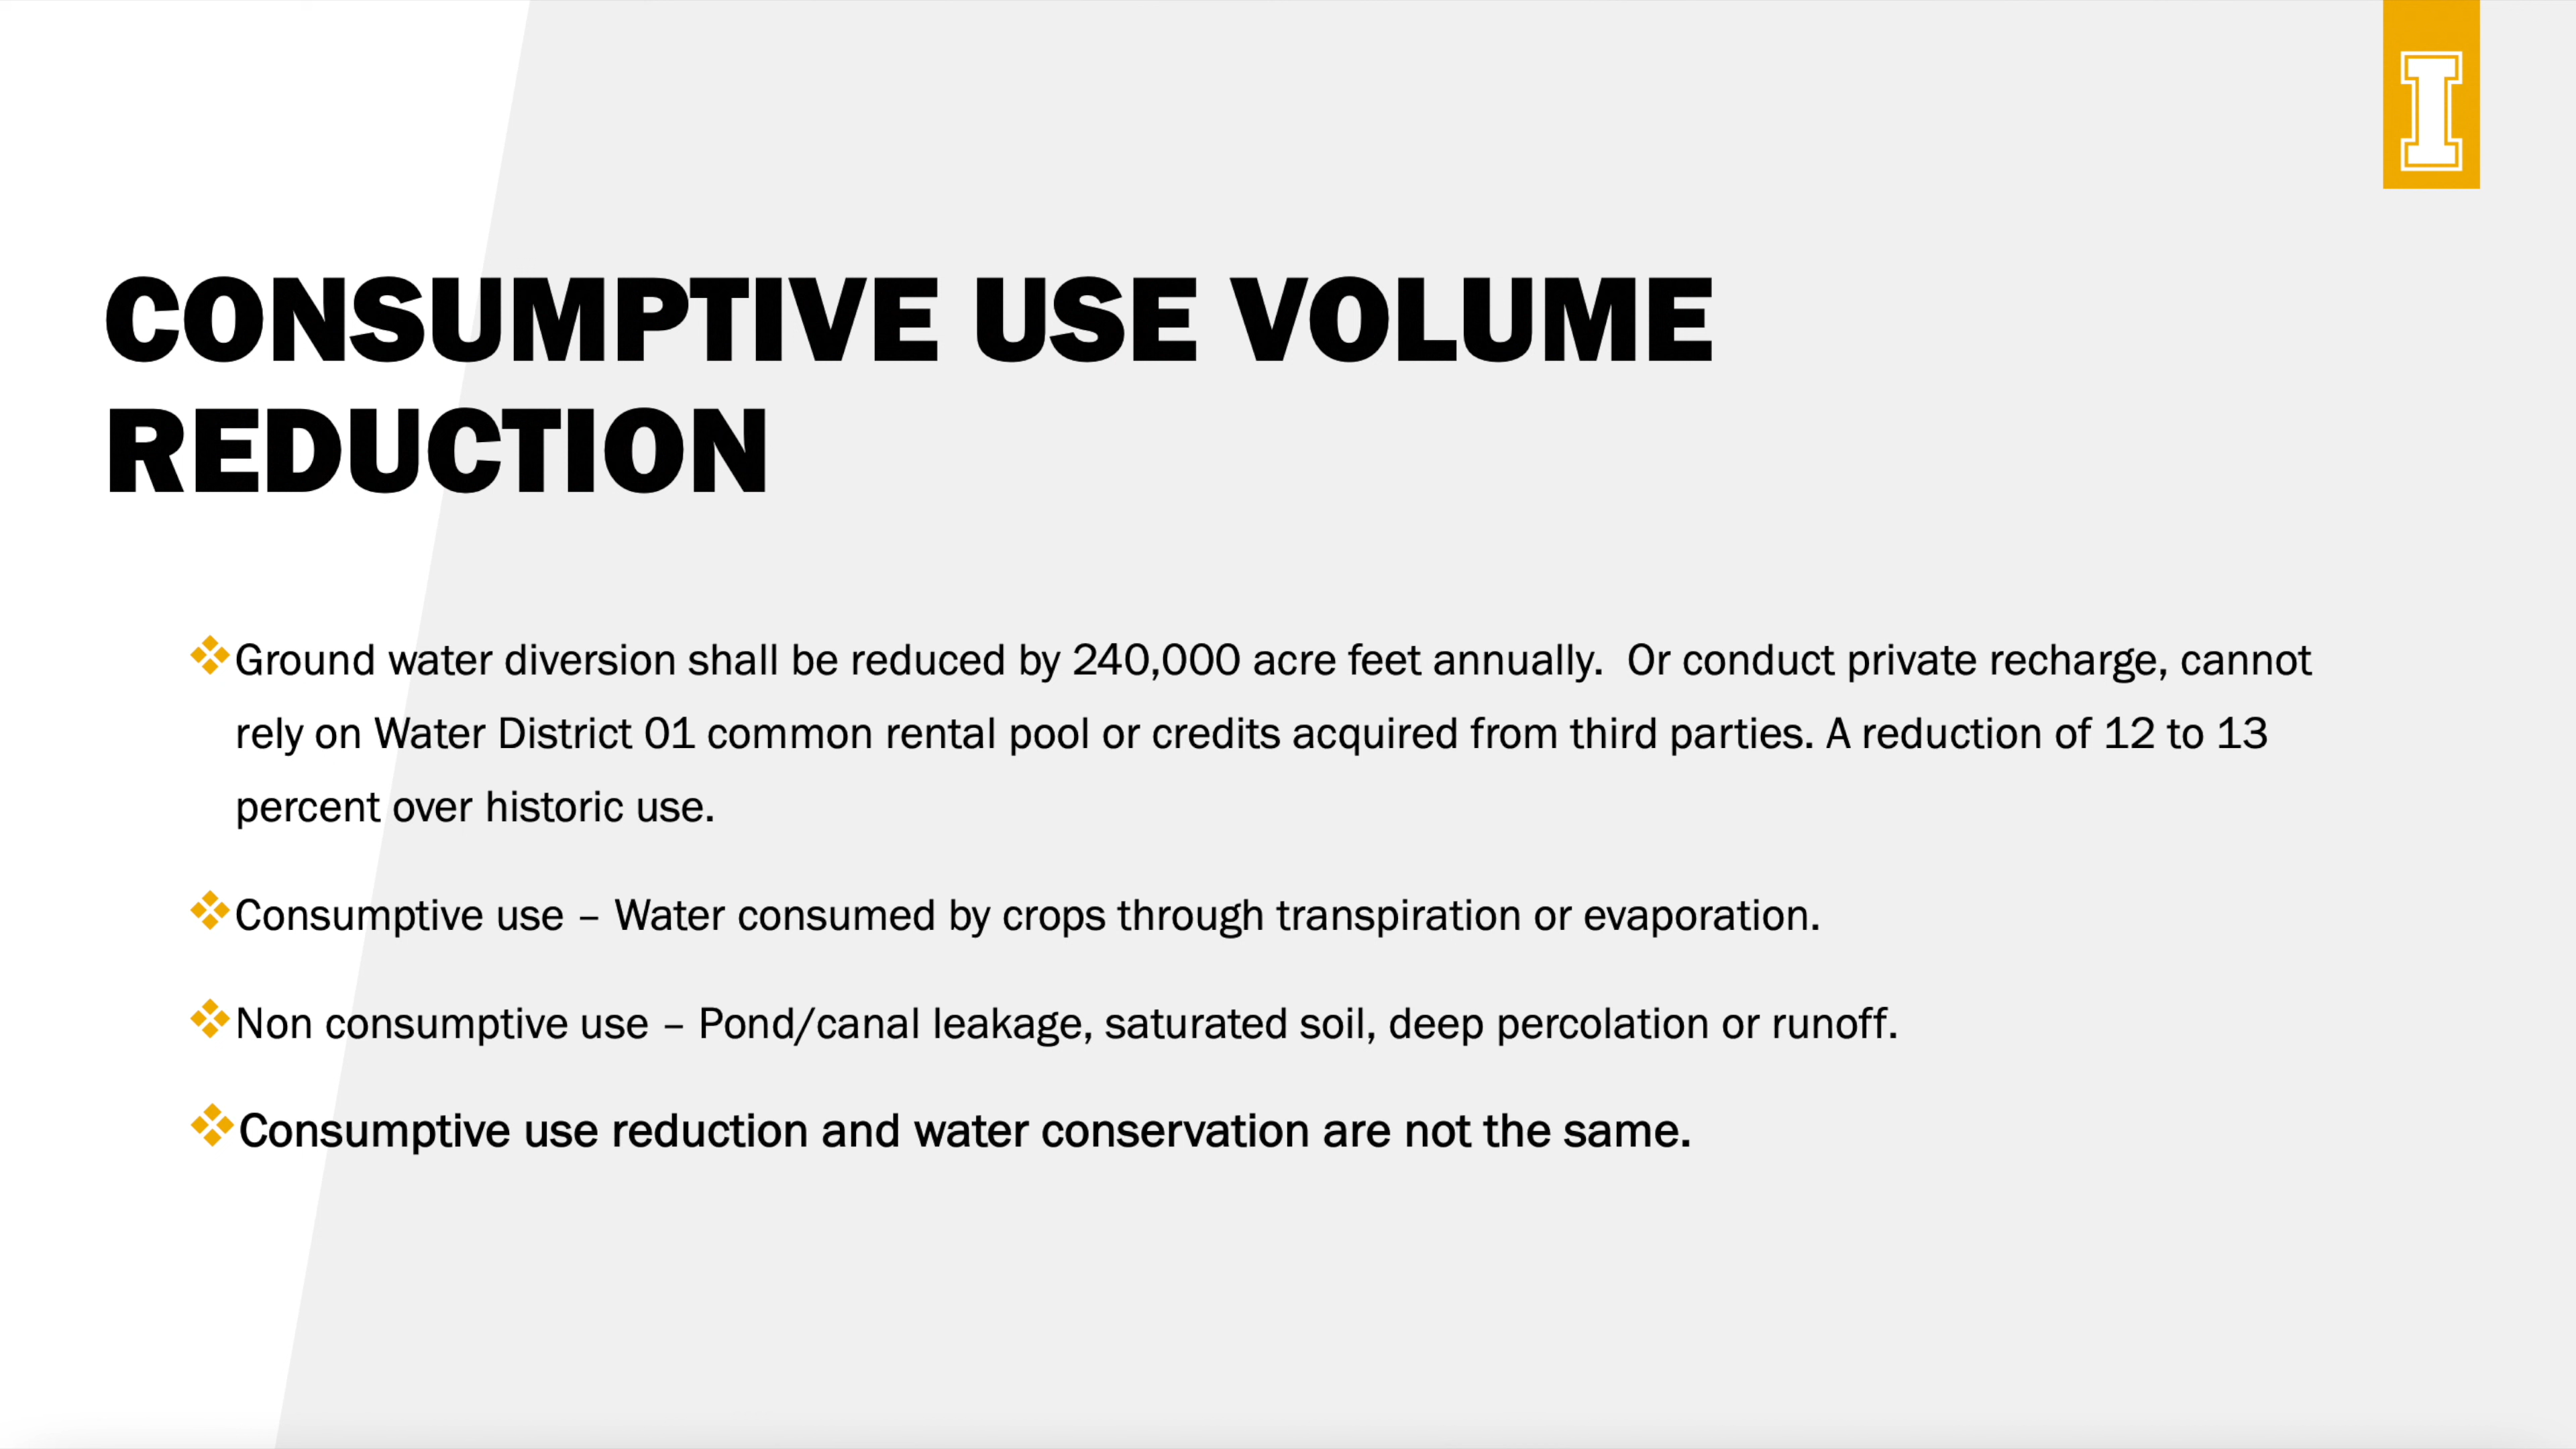 I
CONSUMPTIVE USE VOLUME
REDUCTION
Ground water diversion shall be reduced by 240,000 acre feet annually.  Or conduct private recharge, cannot
rely on Water District 01 common rental pool or credits acquired from third parties. A reduction of 12 to 13
percent over historic use.
Consumptive use – Water consumed by crops through transpiration or evaporation.
Non consumptive use – Pond/canal leakage, saturated soil, deep percolation or runoff.
Consumptive use reduction and water conservation are not the same.